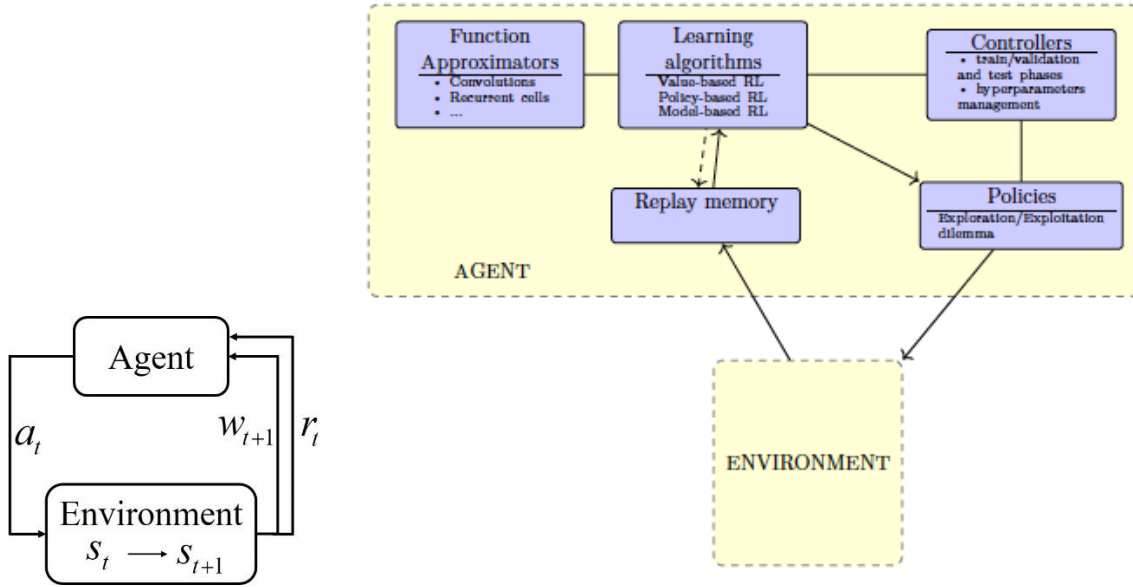 Function
Approximators
• Convolutions
• Recurrent cells
• ...
Learning
algorithms
Value-based RL
Policy-based RL
Model-based RL
Controllers
• train/validation
and test phases
• hyperparameters
management
Replay memory
Policies
Exploration/Exploitation
dilemma
AGENT
ENVIRONMENT
Agent
a_t
w_{t+1}
r_t
Environment
s_t → s_{t+1}